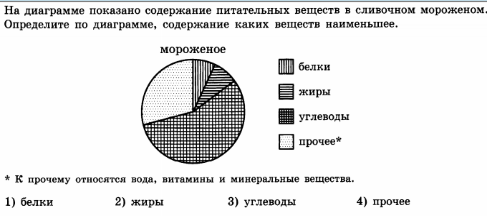 На диаграмме показано содержание питательных веществ в сливочном мороженом.
Определите по диаграмме, содержание каких веществ наименьшее.
мороженое
белки
жиры
углеводы
прочее*
* К прочему относятся вода, витамины и минеральные вещества.
1) белки 2) жиры 3) углеводы 4) прочее